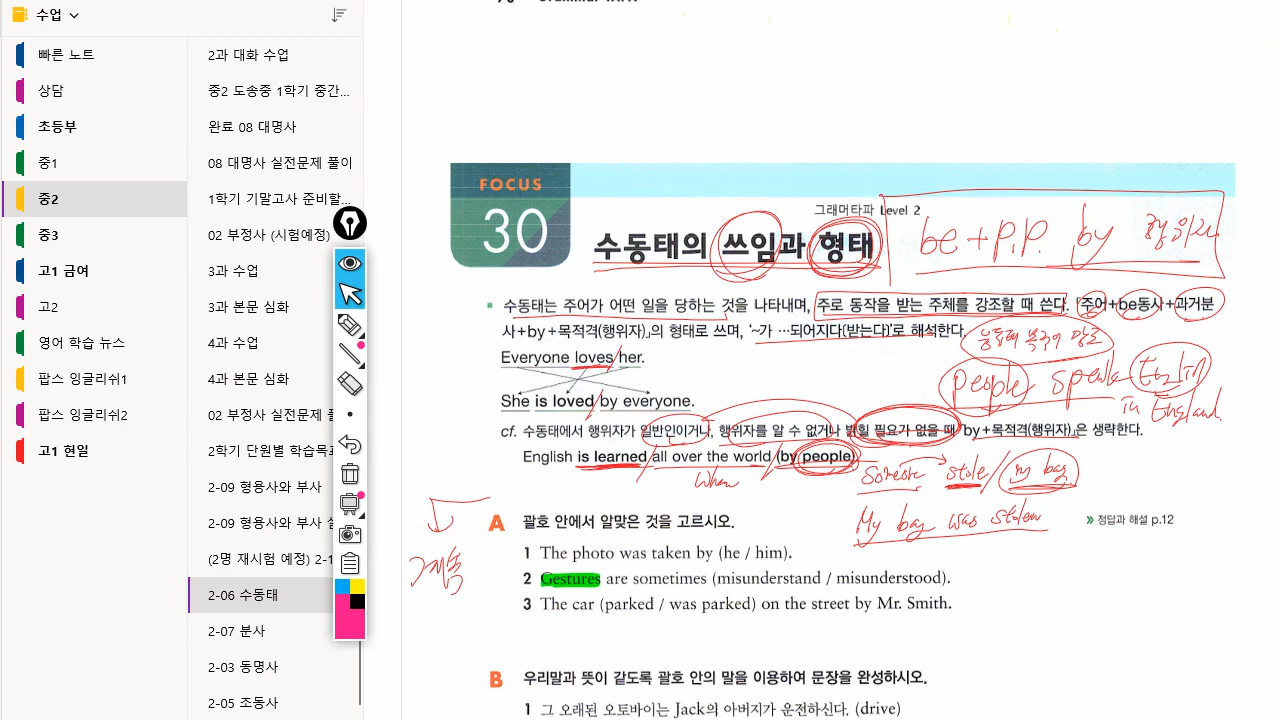 수업
빠른 노트
상담
초등부
중1
중2
중3
고1 금여
고2
영어 학습 뉴스
팝스 잉글리쉬1
팝스 잉글리쉬2
고1 현일
2과 대화 수업
중2 도송중 1학기 중간...
완료 08 대명사
08 대명사 실전문제 풀이
1학기 기말고사 준비할...
02 부정사 (시험예정)
3과 수업
3과 본문 심화
4과 수업
4과 본문 심화
02 부정사 실전문제
2학기 단원별 학습목표
2-09 형용사와 부사
2-09 형용사와 부사
(2명 재시험 예정) 2-1
2-06 수동태
2-07 분사
2-03 동명사
2-05 조동사
FOCUS
30
그래머타파 Level 2
수동태의 쓰임과 형태
be + p.p. by 행위자
수동태는 주어가 어떤 일을 당하는 것을 나타내며, 주로 동작을 받는 주체를 강조할 때 쓴다. 「주어+be동사+과거분
사+by+목적격(행위자)」의 형태로 쓰며, '~가 …되어지다(받는다)'로 해석한다.
Everyone loves her.
people speak English
in England.
She is loved by everyone.
cf. 수동태에서 행위자가 일반인이거나, 행위자를 알 수 없거나 밝힐 필요가 없을 때 「by+목적격(행위자)」은 생략한다.
English is learned all over the world (by people).
when
Someone stole / my bag
My bag was stolen
A 괄호 안에서 알맞은 것을 고르시오.
» 정답과 해설 p.12
1 The photo was taken by (he / him).
2 Gestures are sometimes (misunderstand / misunderstood).
3 The car (parked / was parked) on the street by Mr. Smith.
B 우리말과 뜻이 같도록 괄호 안의 말을 이용하여 문장을 완성하시오.
1 그 오래된 오토바이는 Jack의 아버지가 운전하신다. (drive)